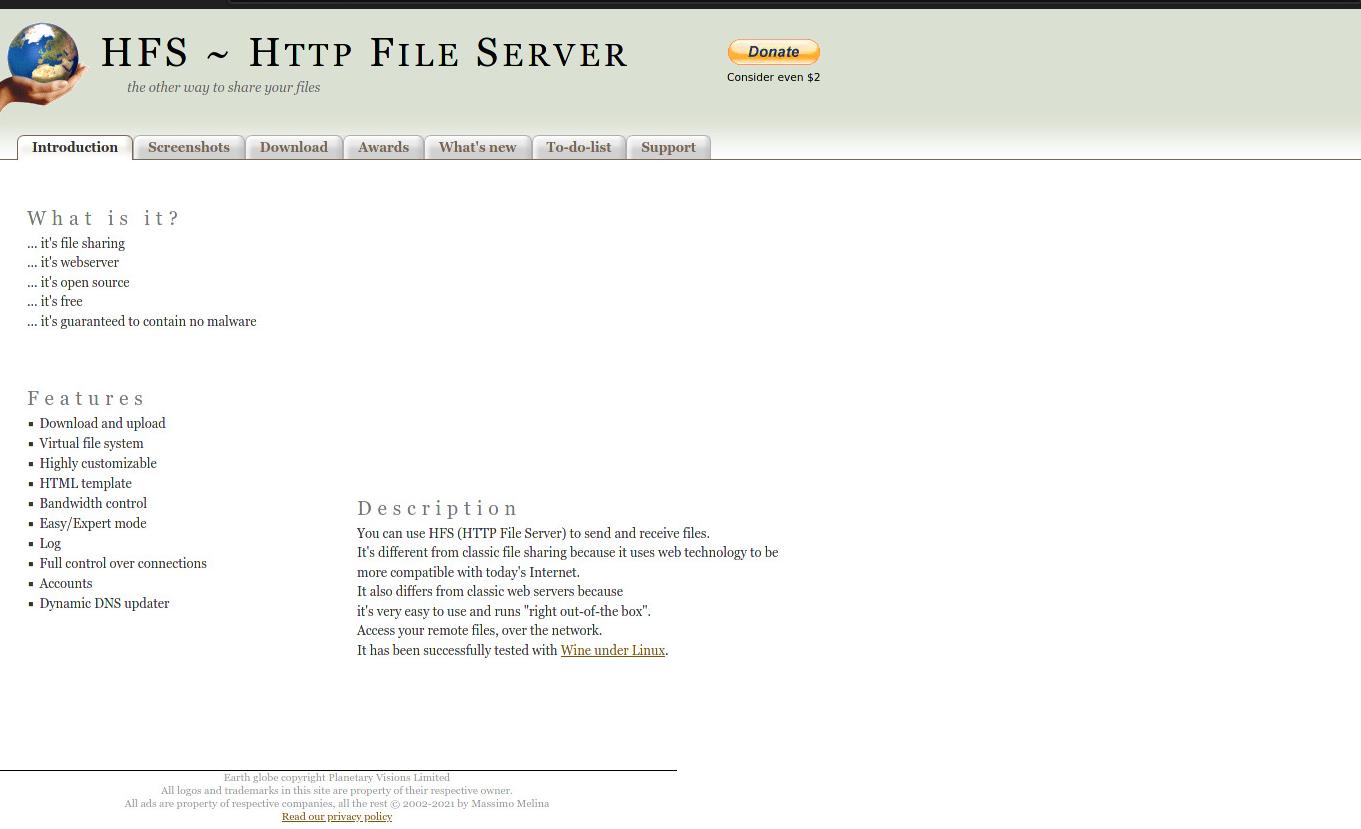 HFS ~ HTTP FILE SERVER
the other way to share your files
Donate
Consider even $2
Introduction
Screenshots
Download
Awards
What's new
To-do-list
Support
What is it?
... it's file sharing
... it's webserver
... it's open source
... it's free
... it's guaranteed to contain no malware
Features
Download and upload
Virtual file system
Highly customizable
HTML template
Bandwidth control
Easy/Expert mode
Log
Full control over connections
Accounts
Dynamic DNS updater
Description
You can use HFS (HTTP File Server) to send and receive files.
It's different from classic file sharing because it uses web technology to be
more compatible with today's Internet.
It also differs from classic web servers because
it's very easy to use and runs "right out-of-the box".
Access your remote files, over the network.
It has been successfully tested with Wine under Linux.
Earth globe copyright Planetary Visions Limited
All logos and trademarks in this site are property of their respective owner.
All ads are property of respective companies, all the rest © 2002-2021 by Massimo Melina
Read our privacy policy